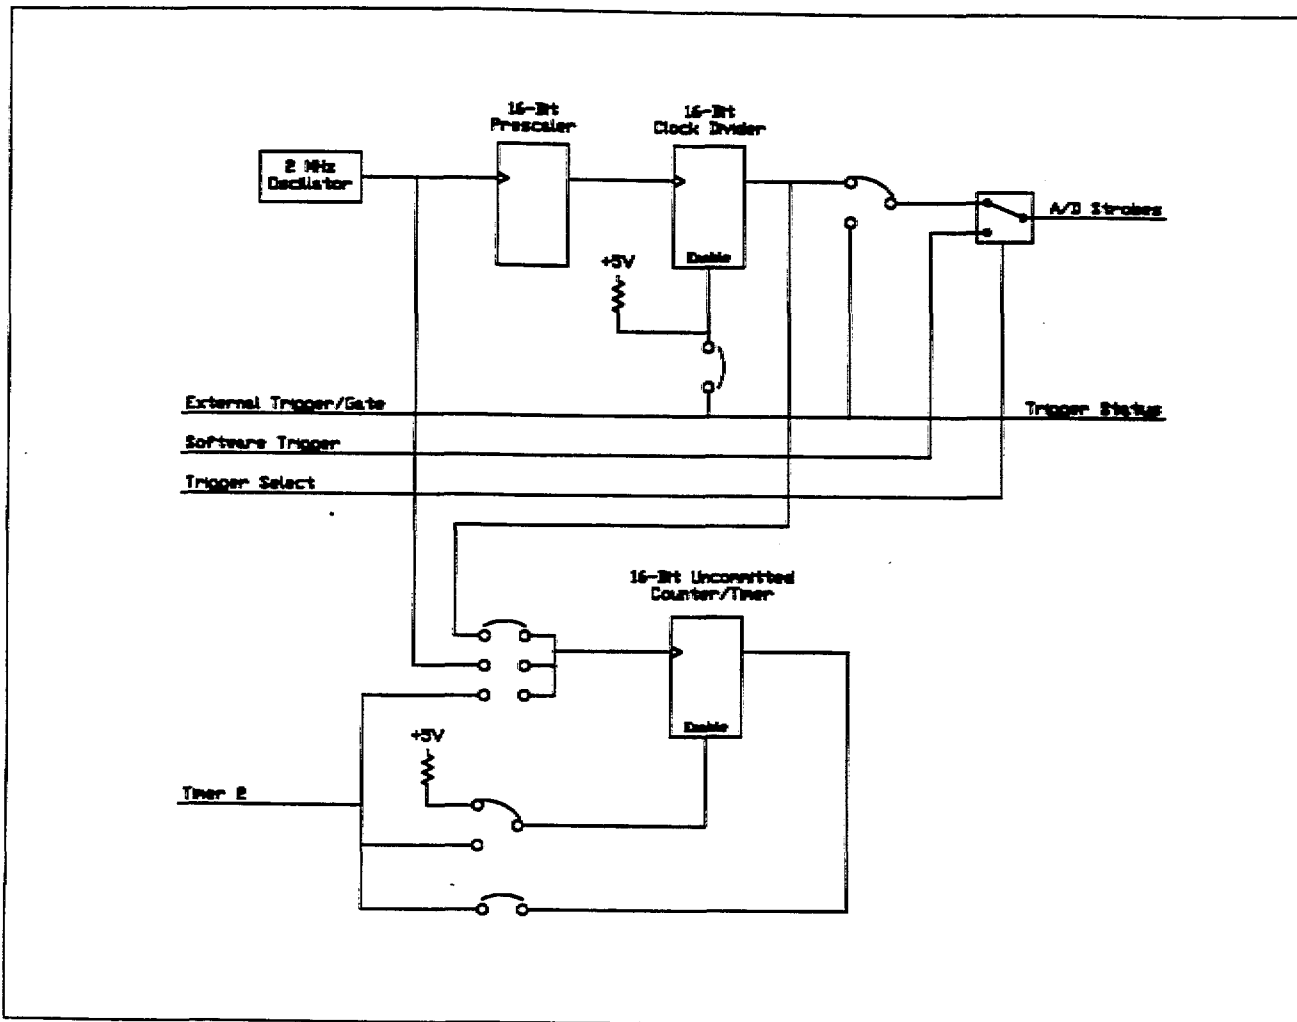 16-Bit
Prescaler
16-Bit
Clock Divider
2 MHz
Oscillator
A/D Strobes
+5V
Enable
External Trigger/Gate
Trigger Status
Software Trigger
Trigger Select
16-Bit Uncommitted
Counter/Timer
Enable
+5V
Timer 2